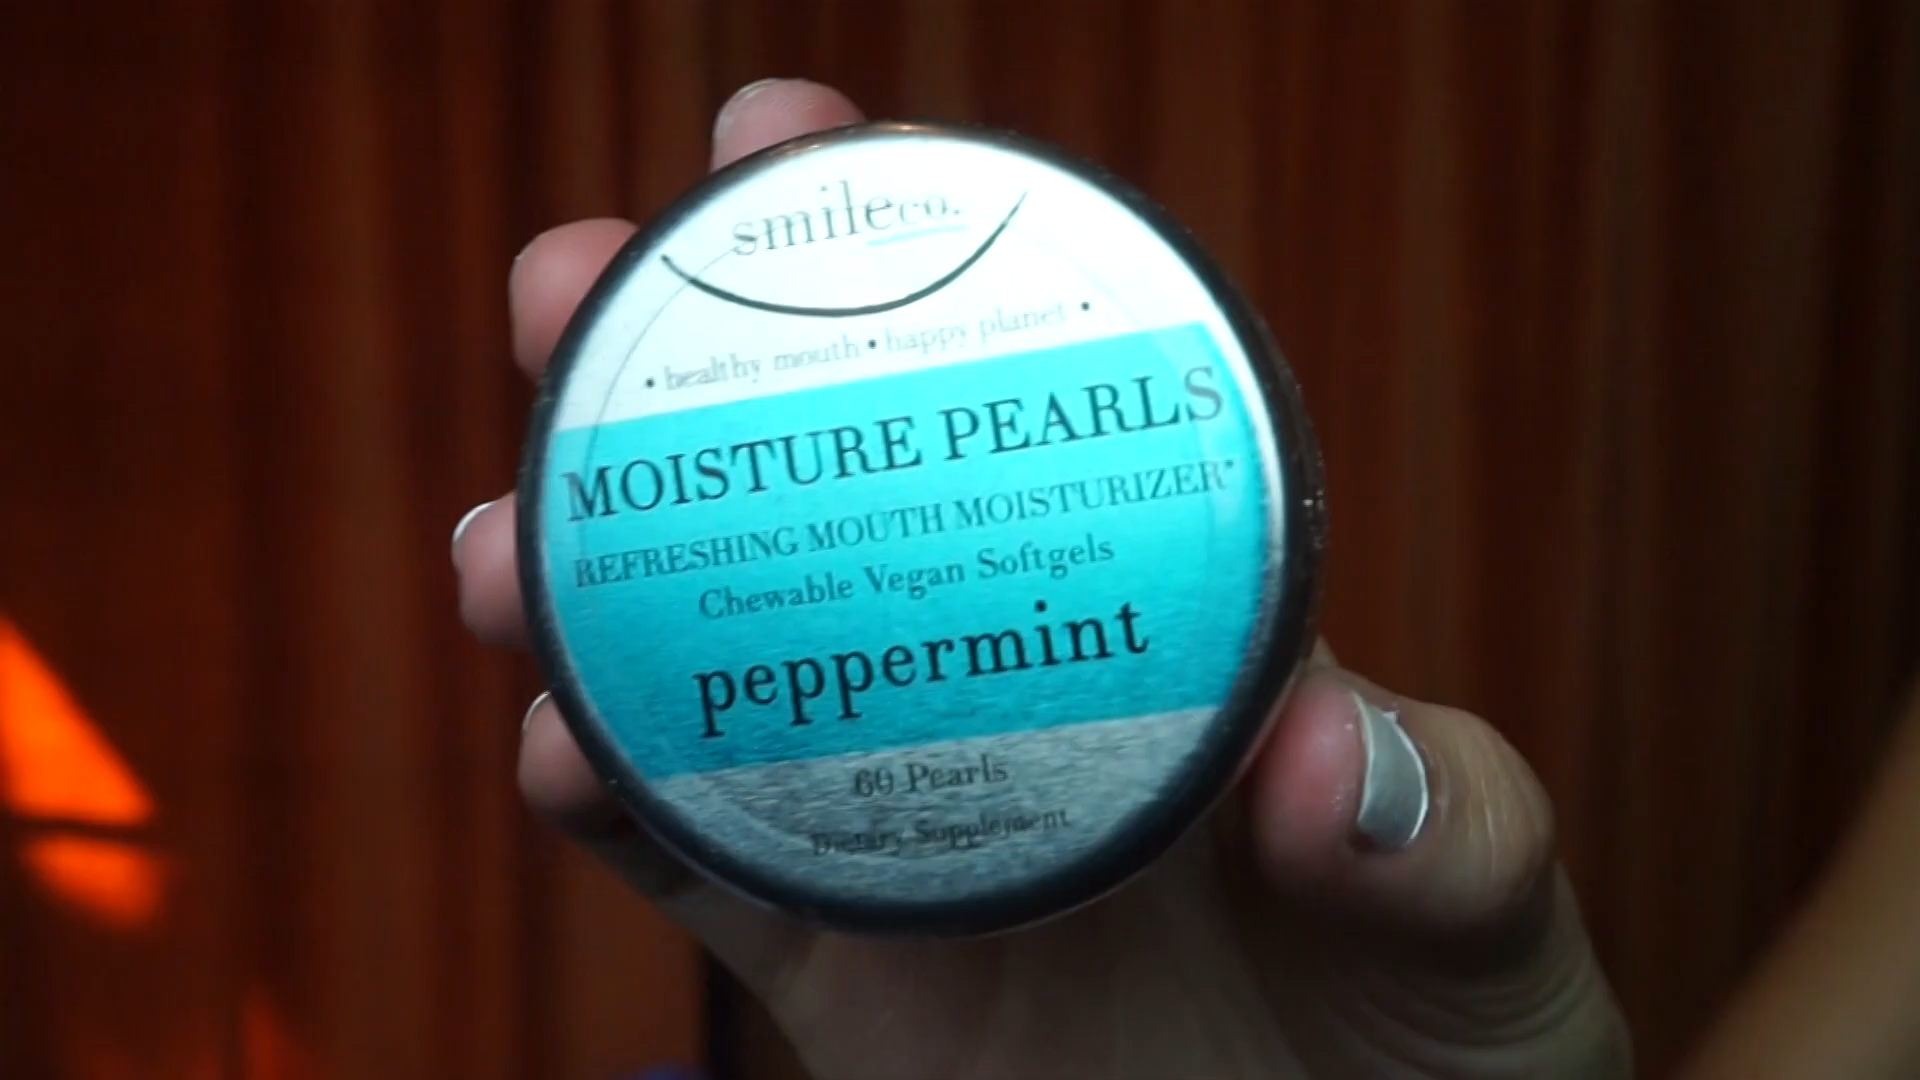 smileco.
• healthy mouth • happy planet •
MOISTURE PEARLS
REFRESHING MOUTH MOISTURIZER*
Chewable Vegan Softgels
peppermint
60 Pearls
Dietary Supplement